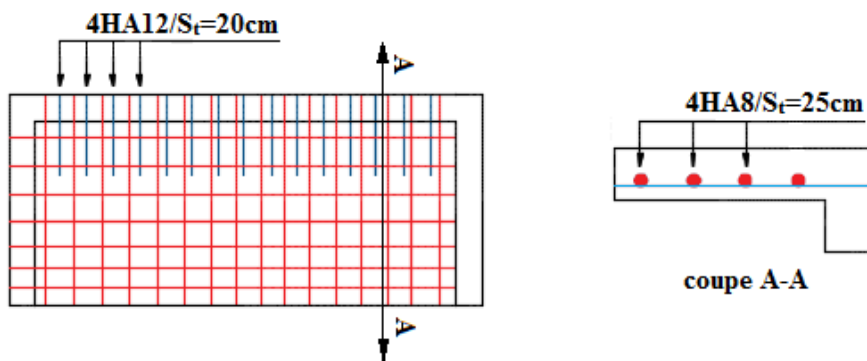 4HA12/St=20cm
A
4HA8/St=25cm
A
coupe A-A